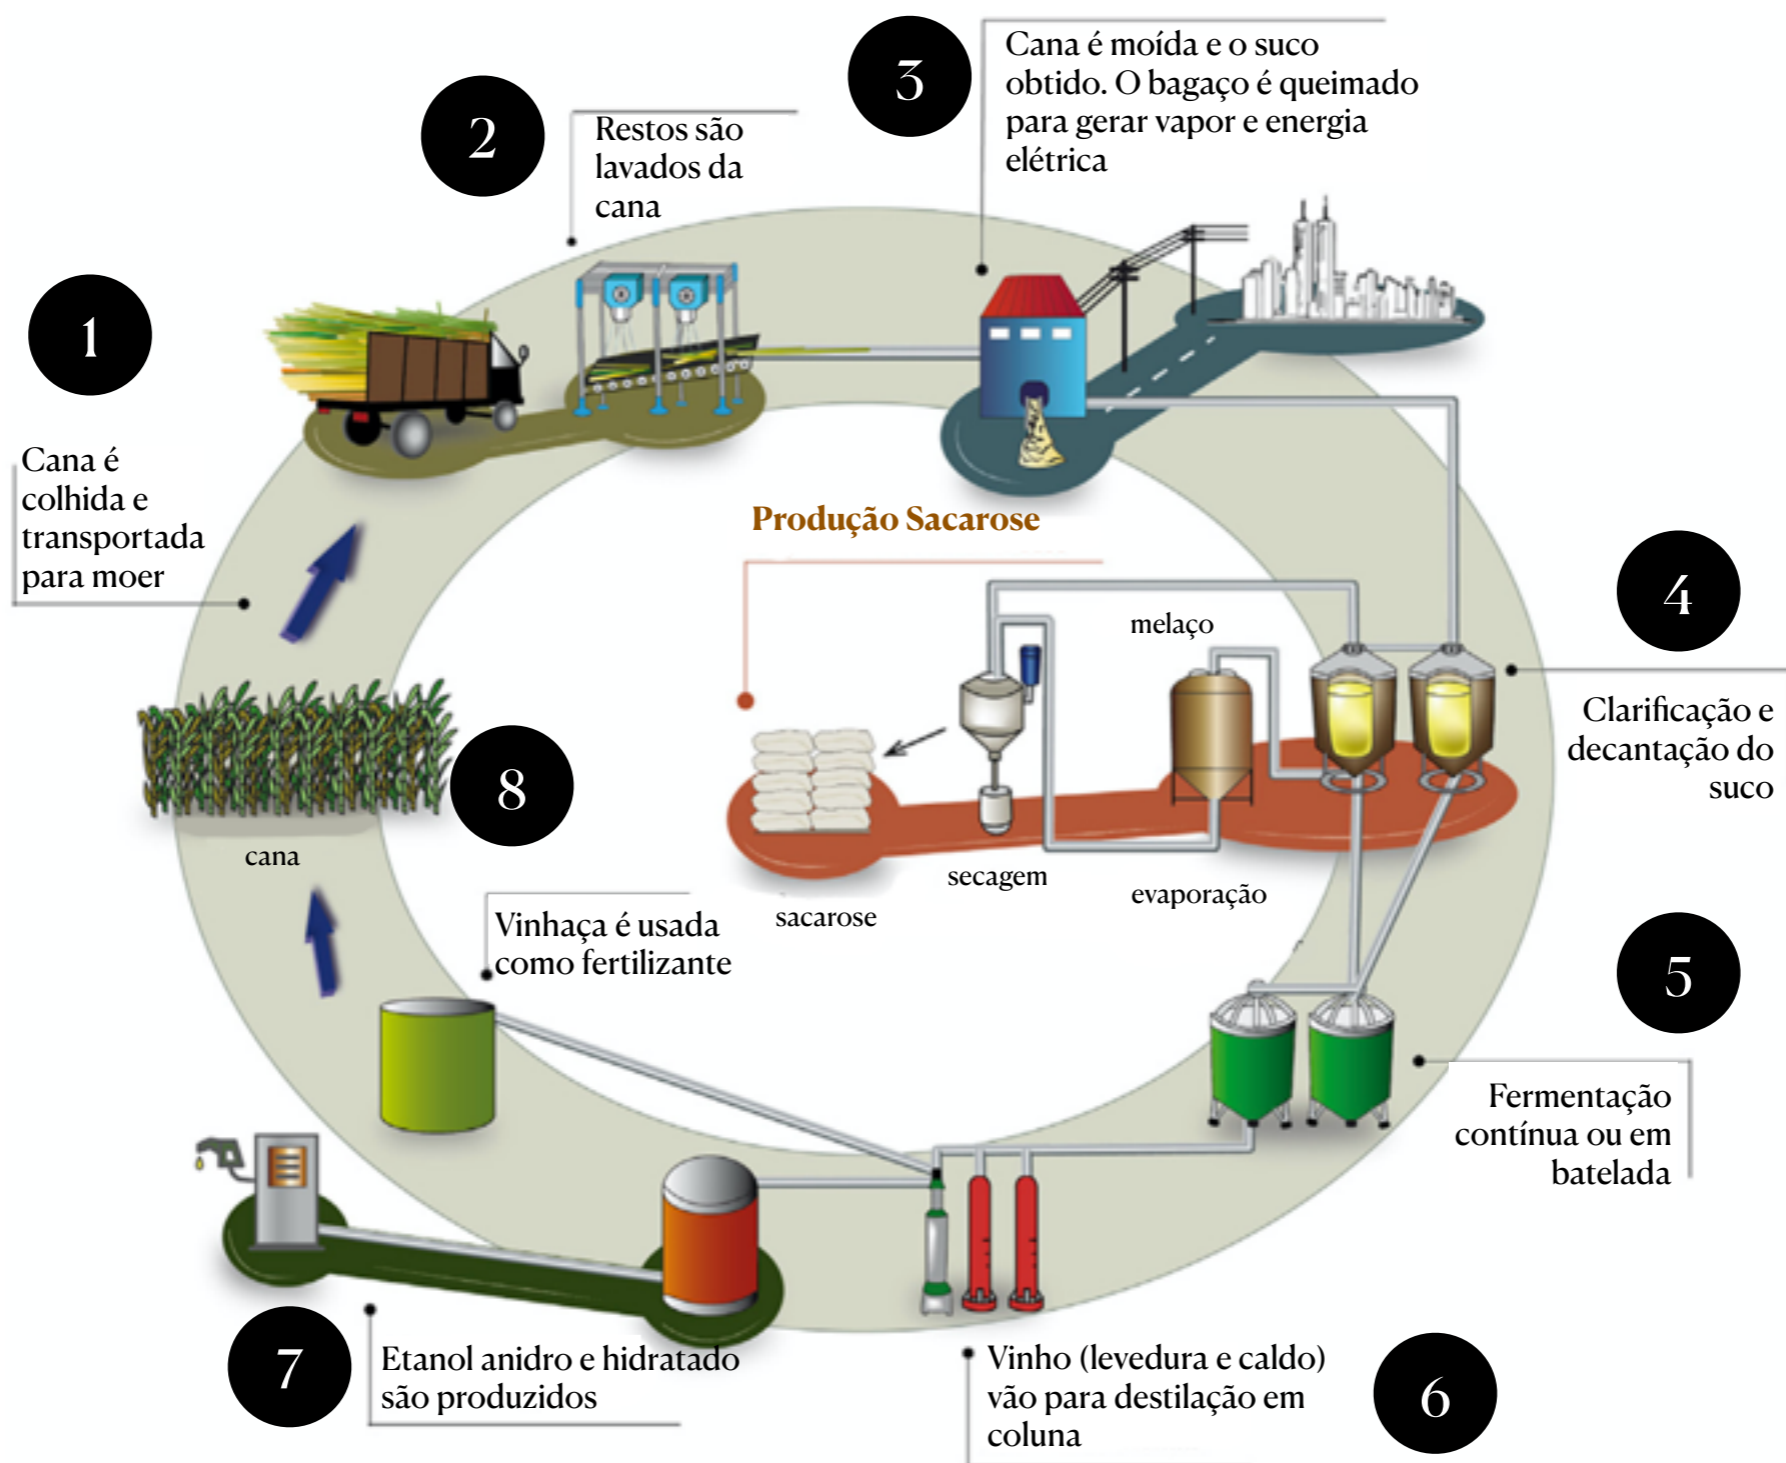 1
Cana é
colhida e
transportada
para moer
2
Restos são
lavados da
cana
3
Cana é moída e o suco
obtido. O bagaço é queimado
para gerar vapor e energia
elétrica
Produção Sacarose
melaço
secagem
evaporação
sacarose
4
Clarificação e
decantação do
suco
5
Fermentação
contínua ou em
batelada
6
Vinho (levedura e caldo)
vão para destilação em
coluna
7
Etanol anidro e hidratado
são produzidos
8
Vinhaça é usada
como fertilizante
cana